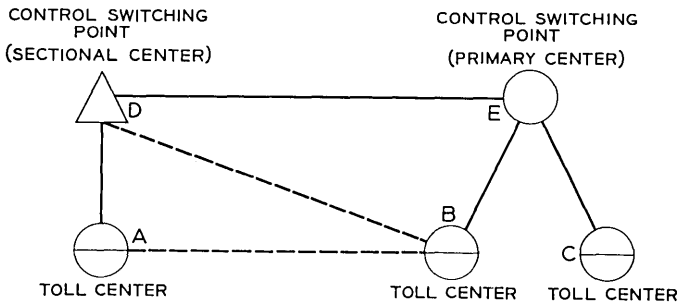 CONTROL SWITCHING
POINT
(SECTIONAL CENTER)
CONTROL SWITCHING
POINT
(PRIMARY CENTER)
D
E
A
B
C
TOLL CENTER
TOLL CENTER
TOLL CENTER